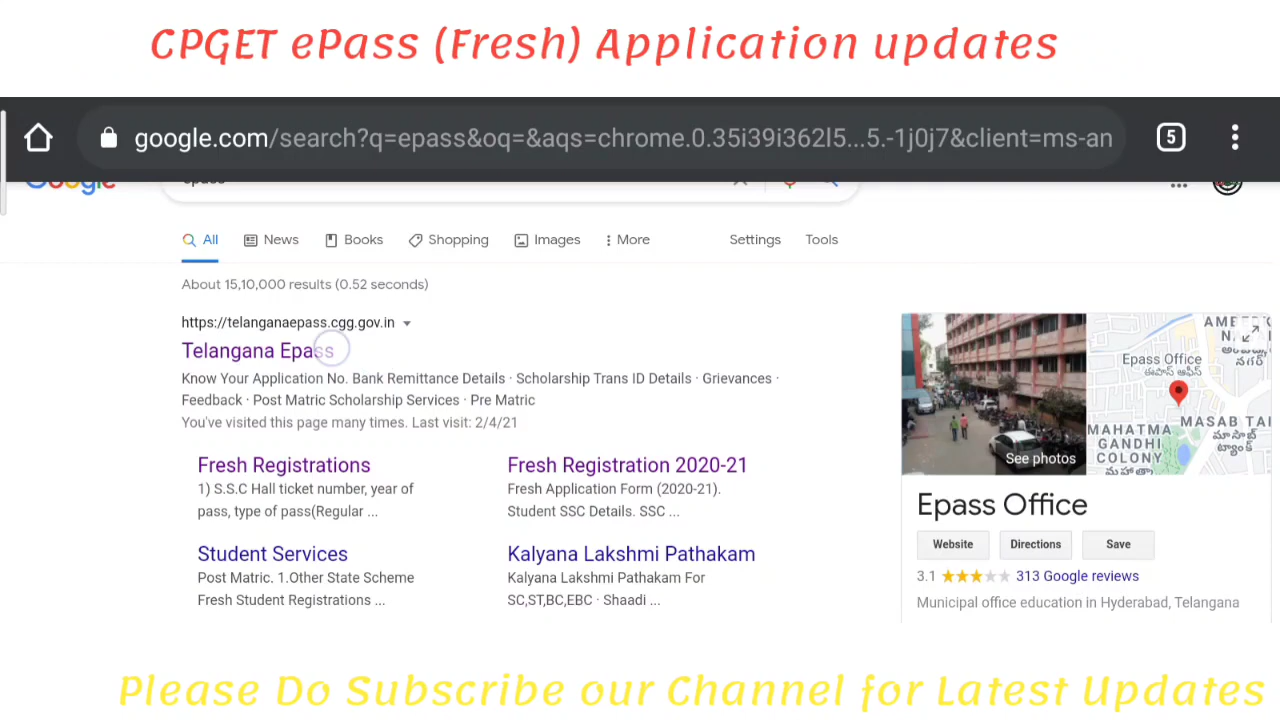 CPGET ePass (Fresh) Application updates
google.com/search?q=epass&oq=&aqs=chrome.0.35i39i362l5...5.-1j0j7&client=ms-an
5
Google
epass
All News Books Shopping Images More Settings Tools
About 15,10,000 results (0.52 seconds)
https://telanganaepass.cgg.gov.in
Telangana Epass
Know Your Application No. Bank Remittance Details · Scholarship Trans ID Details · Grievances ·
Feedback · Post Matric Scholarship Services · Pre Matric
You've visited this page many times. Last visit: 2/4/21
Fresh Registrations
1) S.S.C Hall ticket number, year of
pass, type of pass(Regular ...
Fresh Registration 2020-21
Fresh Application Form (2020-21).
Student SSC Details. SSC ...
Student Services
Post Matric. 1.Other State Scheme
Fresh Student Registrations ...
Kalyana Lakshmi Pathakam
Kalyana Lakshmi Pathakam For
SC,ST,BC,EBC · Shaadi ...
See photos
Epass Office
ఈపాస్ ఆఫీస్
MASAB TA
MAHATMA
GANDHI
COLONY
Epass Office
Website Directions Save
3.1 313 Google reviews
Municipal office education in Hyderabad, Telangana
Please Do Subscribe our Channel for Latest Updates